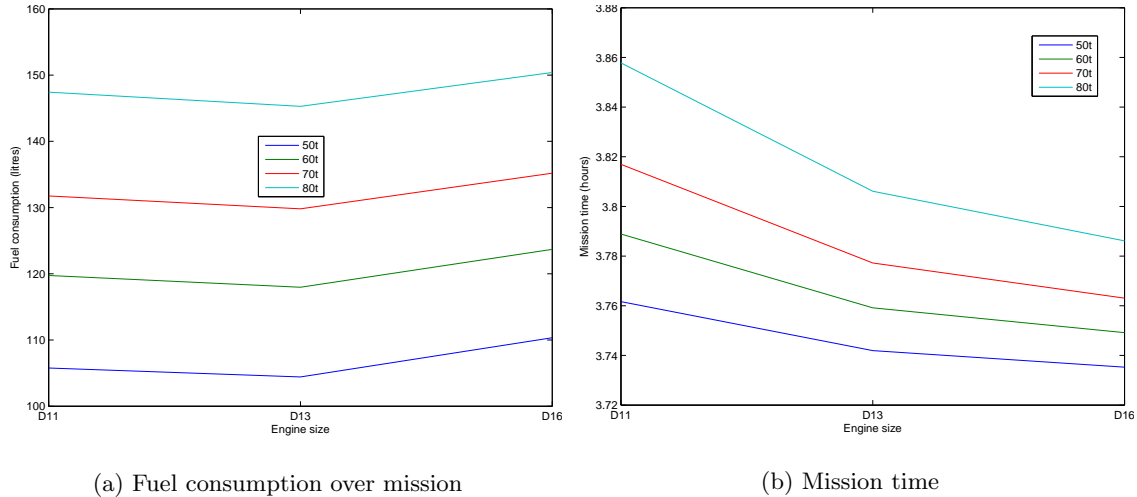 160
150
140
130
120
110
100
Fuel consumption (litres)
50t
60t
70t
80t
D11
D13
D16
Engine size
(a) Fuel consumption over mission
3.88
3.86
3.84
3.82
3.8
3.78
3.76
3.74
3.72
Mission time (hours)
50t
60t
70t
80t
D11
D13
D16
Engine size
(b) Mission time